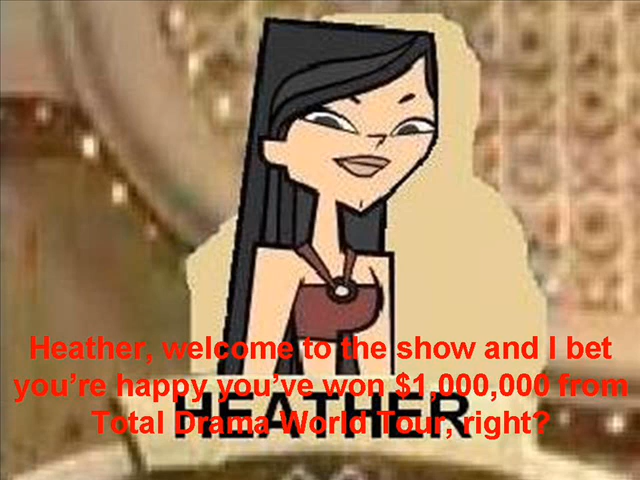 Heather, welcome to the show and I bet
you're happy you've won $1,000,000 from
Total Drama World Tour, right?
HEATHER